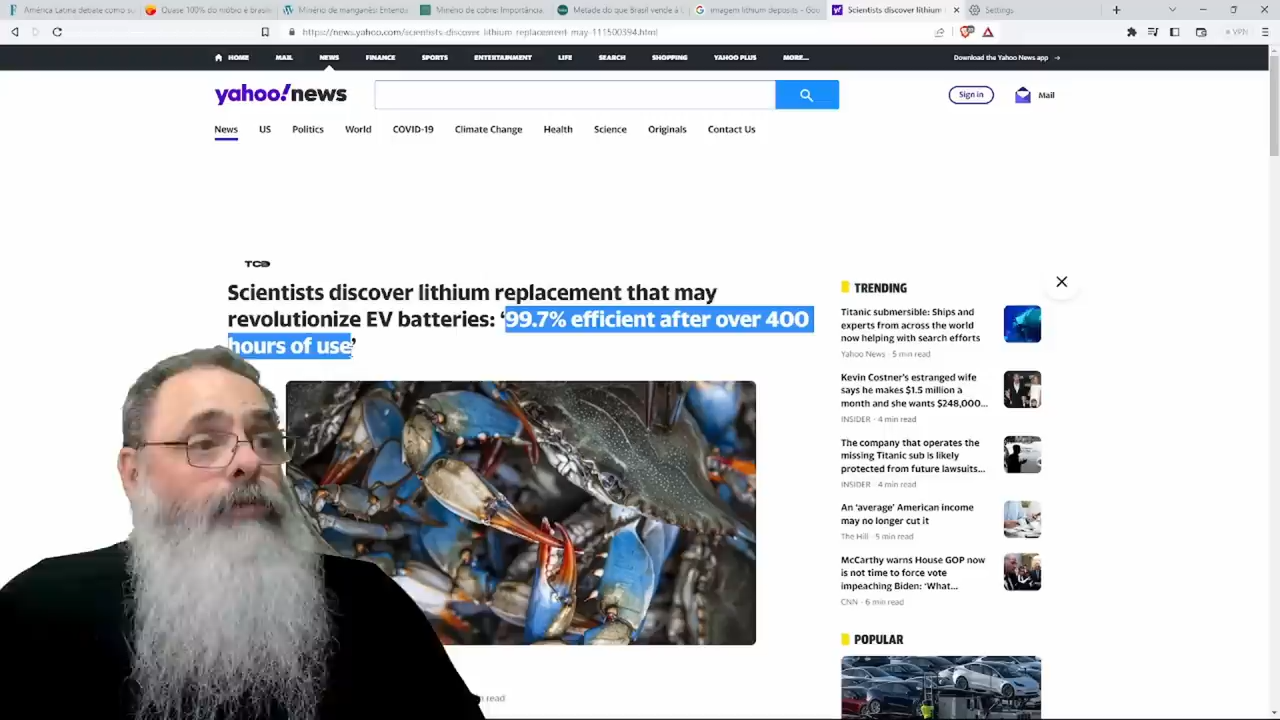 América Latina debate como su
Quase 100% do nióbio é brasile
Minério de manganês: Entenda
Minério de cobre: Importância,
Metade do que Brasil vende à L
imagem lithium deposits - Goo
Scientists discover lithium
Settings
https://news.yahoo.com/scientists-discover-lithium-replacement-may-111500394.html
VPN
HOME MAIL NEWS FINANCE SPORTS ENTERTAINMENT LIFE SEARCH SHOPPING YAHOO PLUS MORE...
Download the Yahoo News app →
yahoo!news
Sign in
Mail
News US Politics World COVID-19 Climate Change Health Science Originals Contact Us
TCD
Scientists discover lithium replacement that may
revolutionize EV batteries: ‘99.7% efficient after over 400
hours of use’
n read
TRENDING
Titanic submersible: Ships and
experts from across the world
now helping with search efforts
Yahoo News · 5 min read
Kevin Costner's estranged wife
says he makes $1.5 million a
month and she wants $248,000...
INSIDER · 4 min read
The company that operates the
missing Titanic sub is likely
protected from future lawsuits...
INSIDER · 4 min read
An ‘average’ American income
may no longer cut it
The Hill · 5 min read
McCarthy warns House GOP now
is not time to force vote
impeaching Biden: ‘What...
CNN · 6 min read
POPULAR